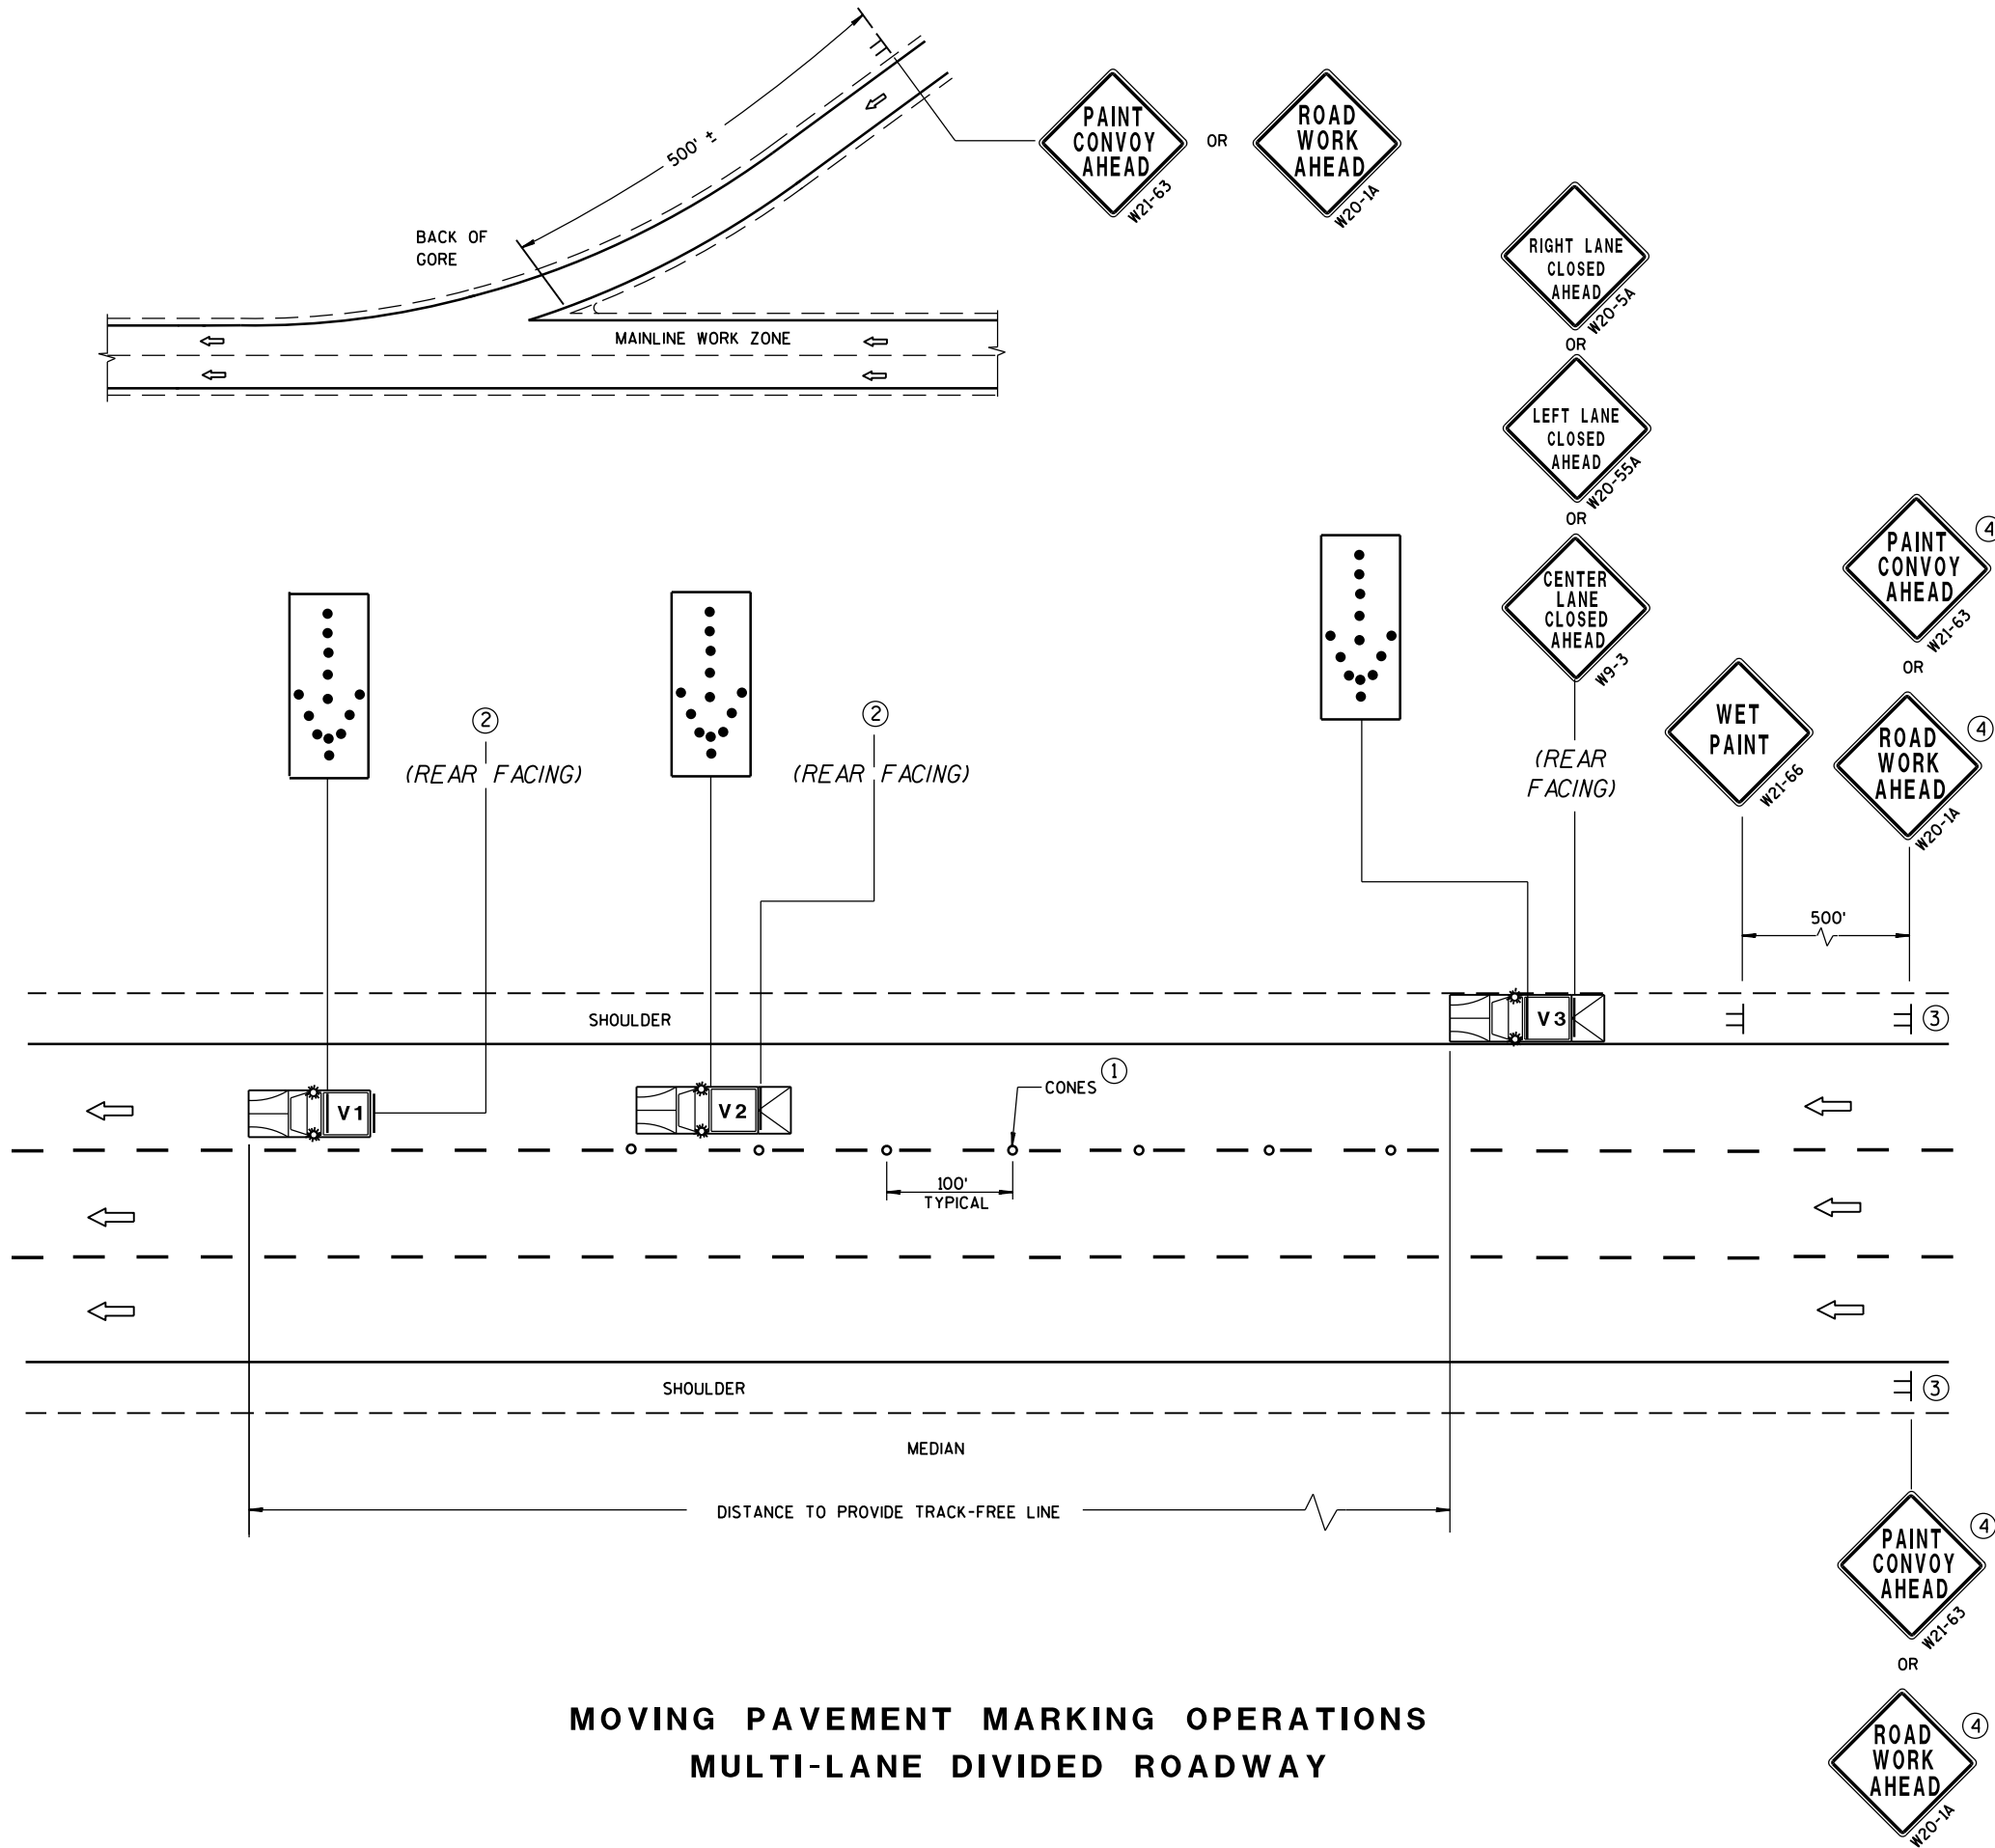 500' ±
PAINT
CONVOY
AHEAD
W21-63
OR
ROAD
WORK
AHEAD
W20-1A
BACK OF
GORE
MAINLINE WORK ZONE
RIGHT LANE
CLOSED
AHEAD
W20-5A
OR
LEFT LANE
CLOSED
AHEAD
W20-55A
OR
CENTER
LANE
CLOSED
AHEAD
W9-3
PAINT
CONVOY
AHEAD
W21-63
4
OR
ROAD
WORK
AHEAD
W20-1A
4
WET
PAINT
W21-66
2
(REAR FACING)
2
(REAR FACING)
(REAR
FACING)
500'
SHOULDER
V3
3
V1
V2
CONES
1
100'
TYPICAL
SHOULDER
3
MEDIAN
DISTANCE TO PROVIDE TRACK-FREE LINE
PAINT
CONVOY
AHEAD
W21-63
4
OR
ROAD
WORK
AHEAD
W20-1A
4
MOVING PAVEMENT MARKING OPERATIONS
MULTI-LANE DIVIDED ROADWAY